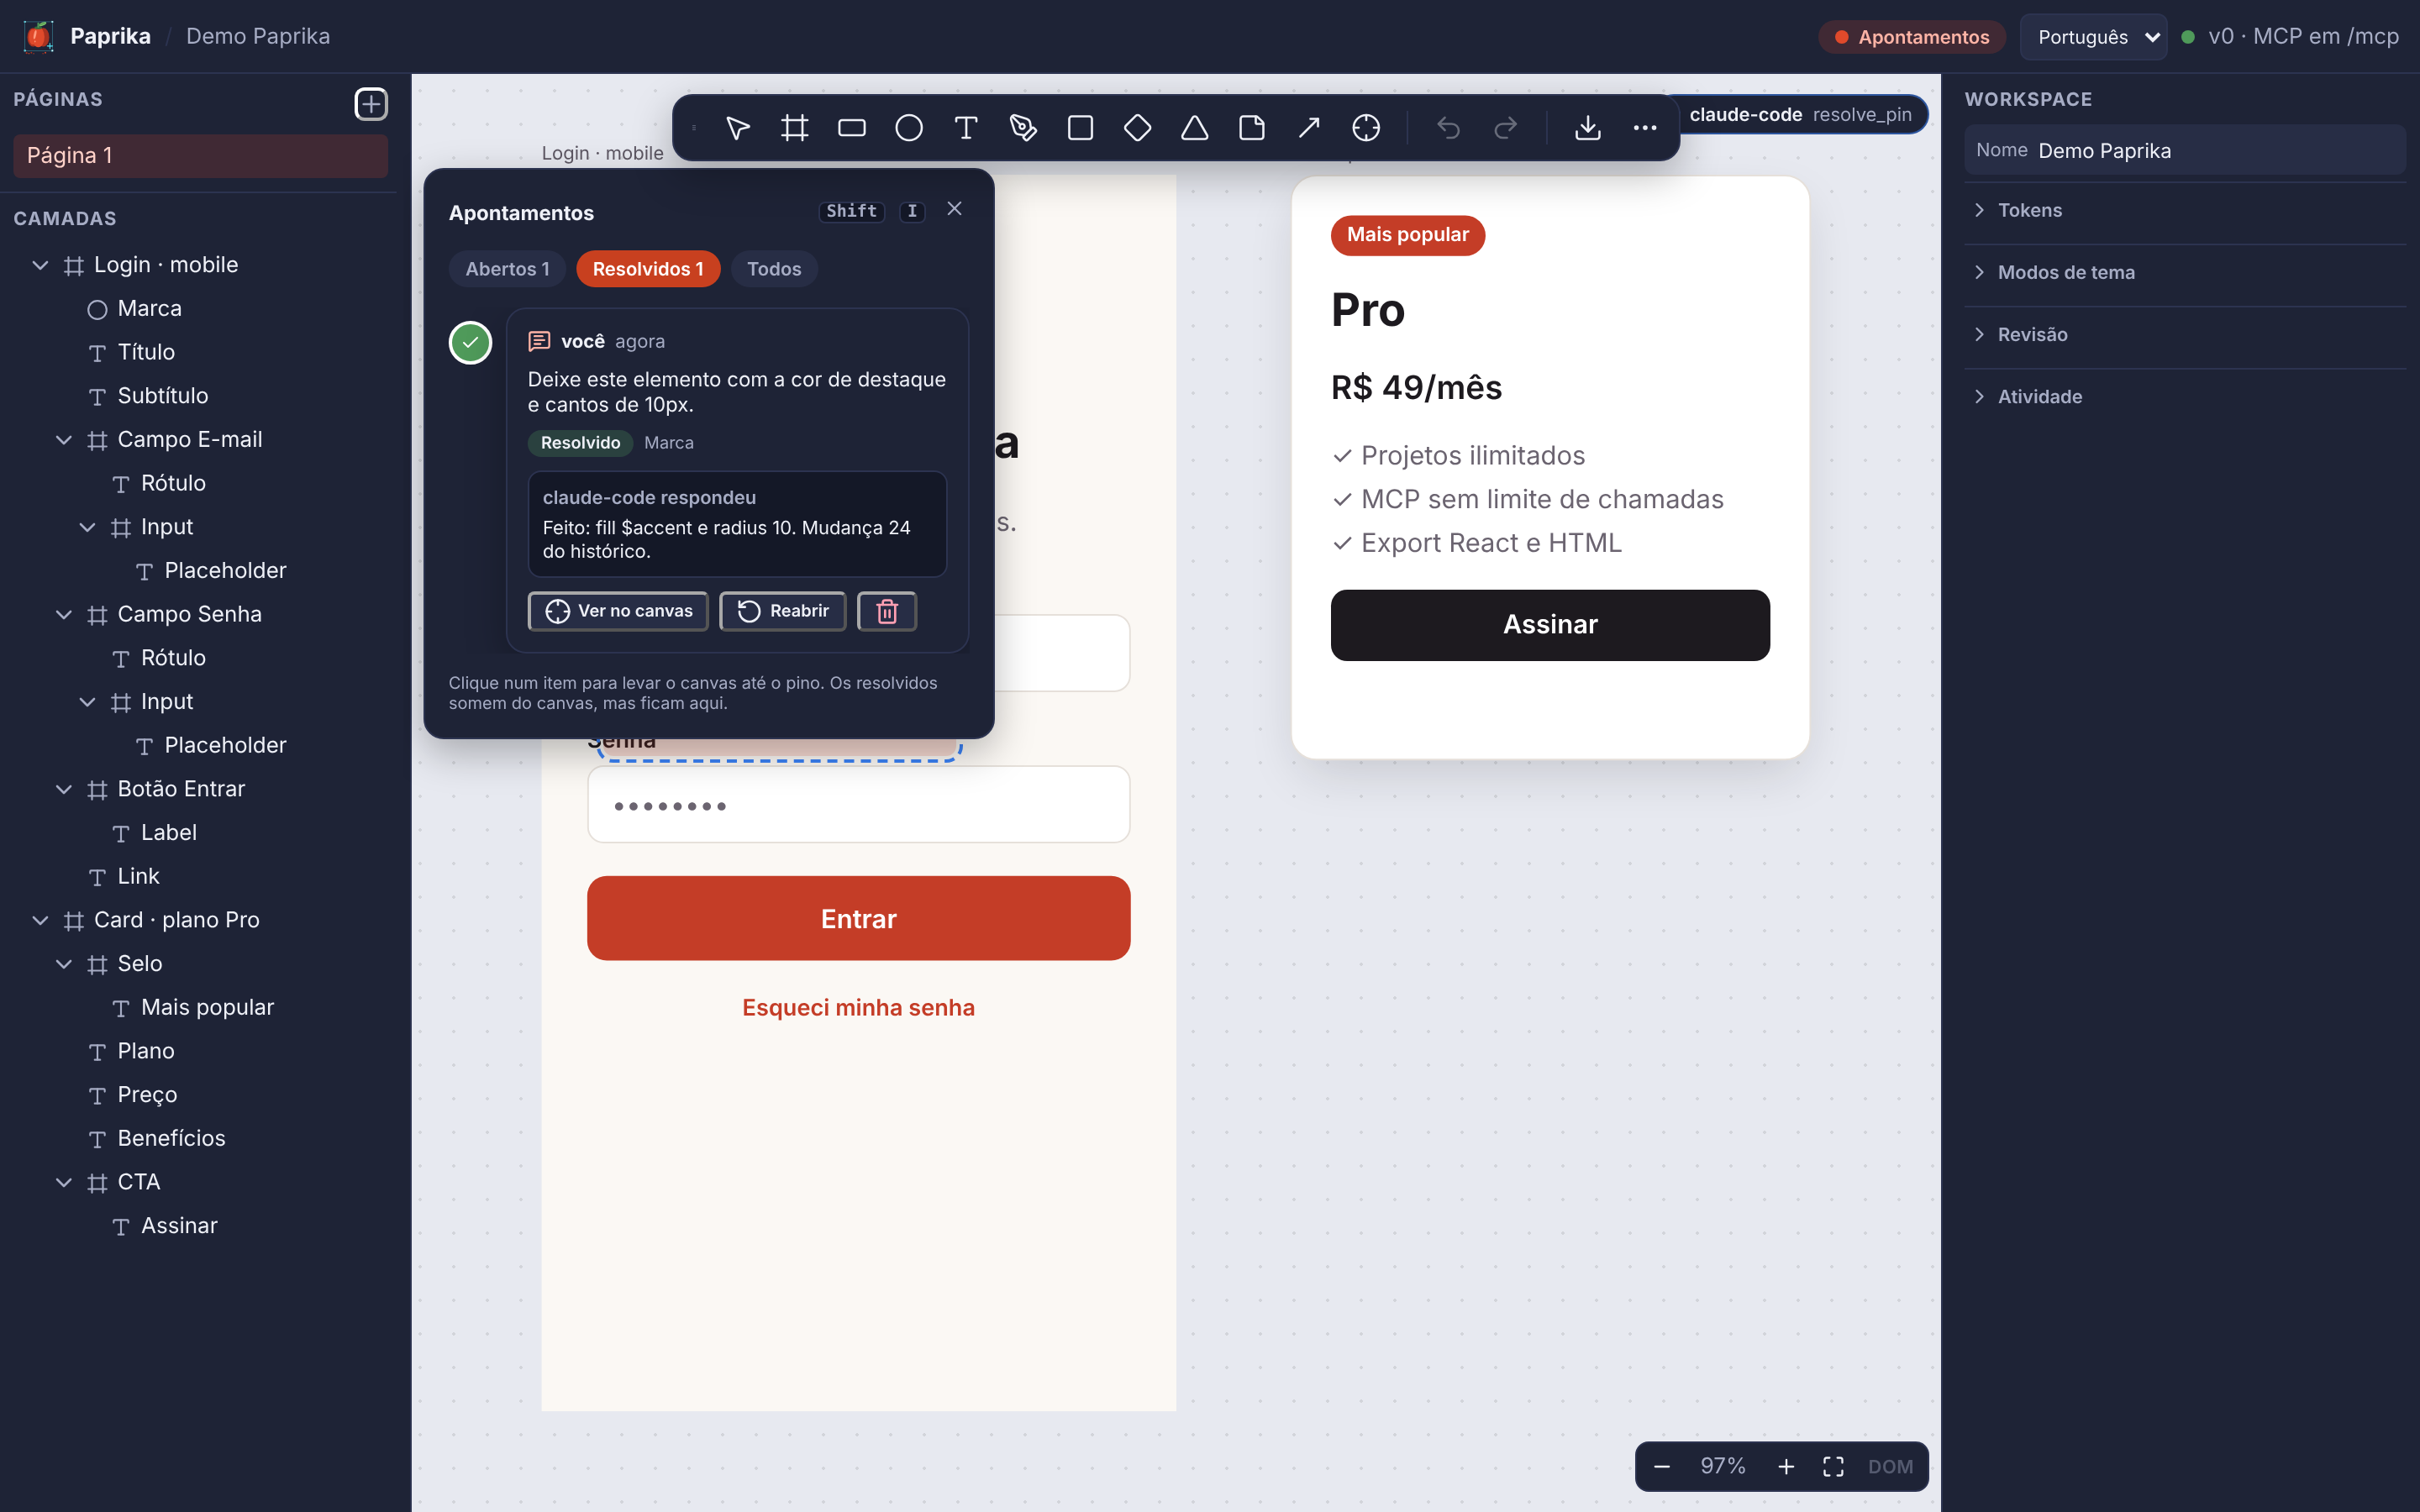 Paprika / Demo Paprika
Apontamentos
Português
v0 · MCP em /mcp
PÁGINAS
Página 1
CAMADAS
Login · mobile
Marca
Título
Subtítulo
Campo E-mail
Rótulo
Input
Placeholder
Campo Senha
Rótulo
Input
Placeholder
Botão Entrar
Label
Link
Card · plano Pro
Selo
Mais popular
Plano
Preço
Benefícios
CTA
Assinar
claude-code resolve_pin
Login · mobile
Apontamentos
Shift I
Abertos 1
Resolvidos 1
Todos
você agora
Deixe este elemento com a cor de destaque
e cantos de 10px.
Resolvido Marca
claude-code respondeu
Feito: fill $accent e radius 10. Mudança 24
do histórico.
Ver no canvas
Reabrir
Clique num item para levar o canvas até o pino. Os resolvidos
somem do canvas, mas ficam aqui.
a
s.
Senha
Entrar
Esqueci minha senha
Mais popular
Pro
R$ 49/mês
✓ Projetos ilimitados
✓ MCP sem limite de chamadas
✓ Export React e HTML
Assinar
97%
DOM
WORKSPACE
Nome Demo Paprika
Tokens
Modos de tema
Revisão
Atividade